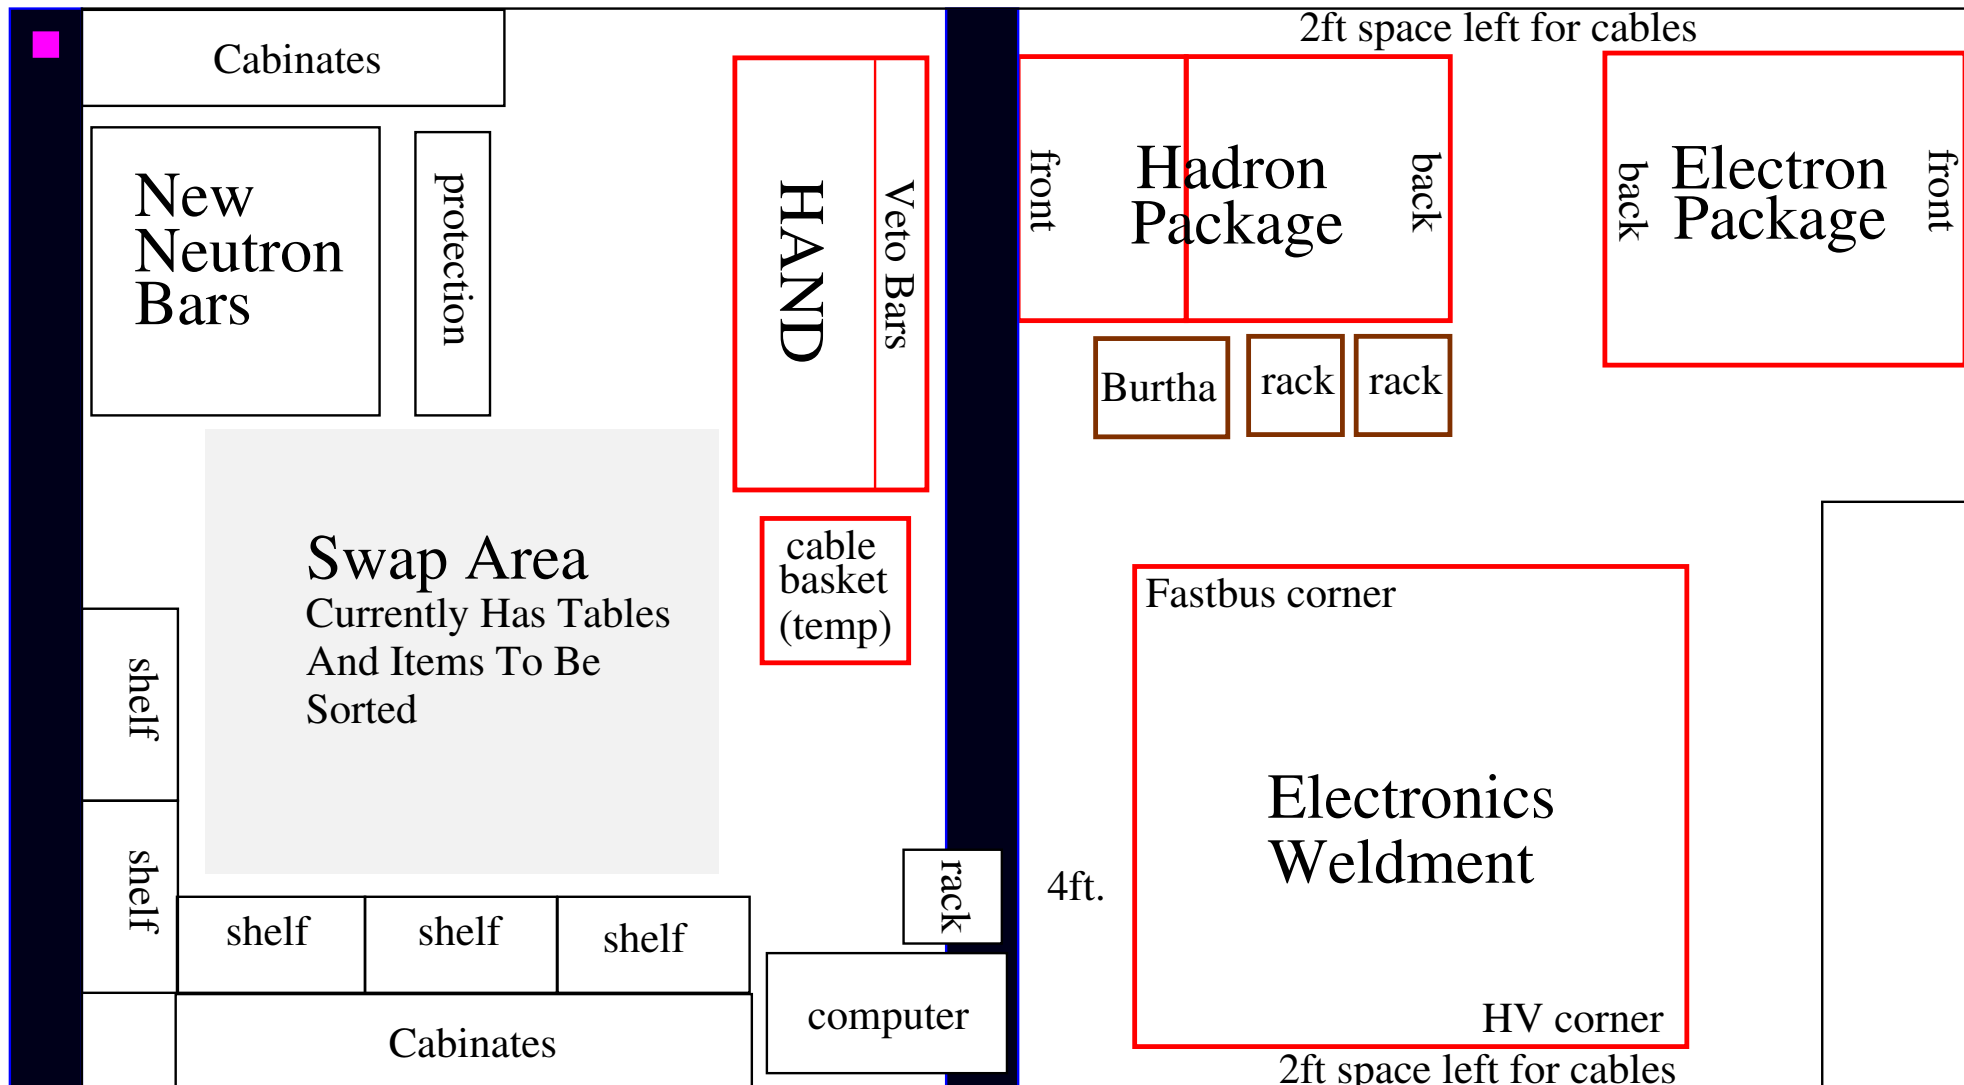 2ft space left for cables
Cabinates
New
Neutron
Bars
protection
HAND
Veto Bars
front
Hadron
Package
back
back
Electron
Package
front
Burtha
rack
rack
Swap Area
Currently Has Tables
And Items To Be
Sorted
cable
basket
(temp)
Fastbus corner
shelf
shelf
Electronics
Weldment
rack
4ft.
shelf
shelf
shelf
computer
HV corner
Cabinates
2ft space left for cables